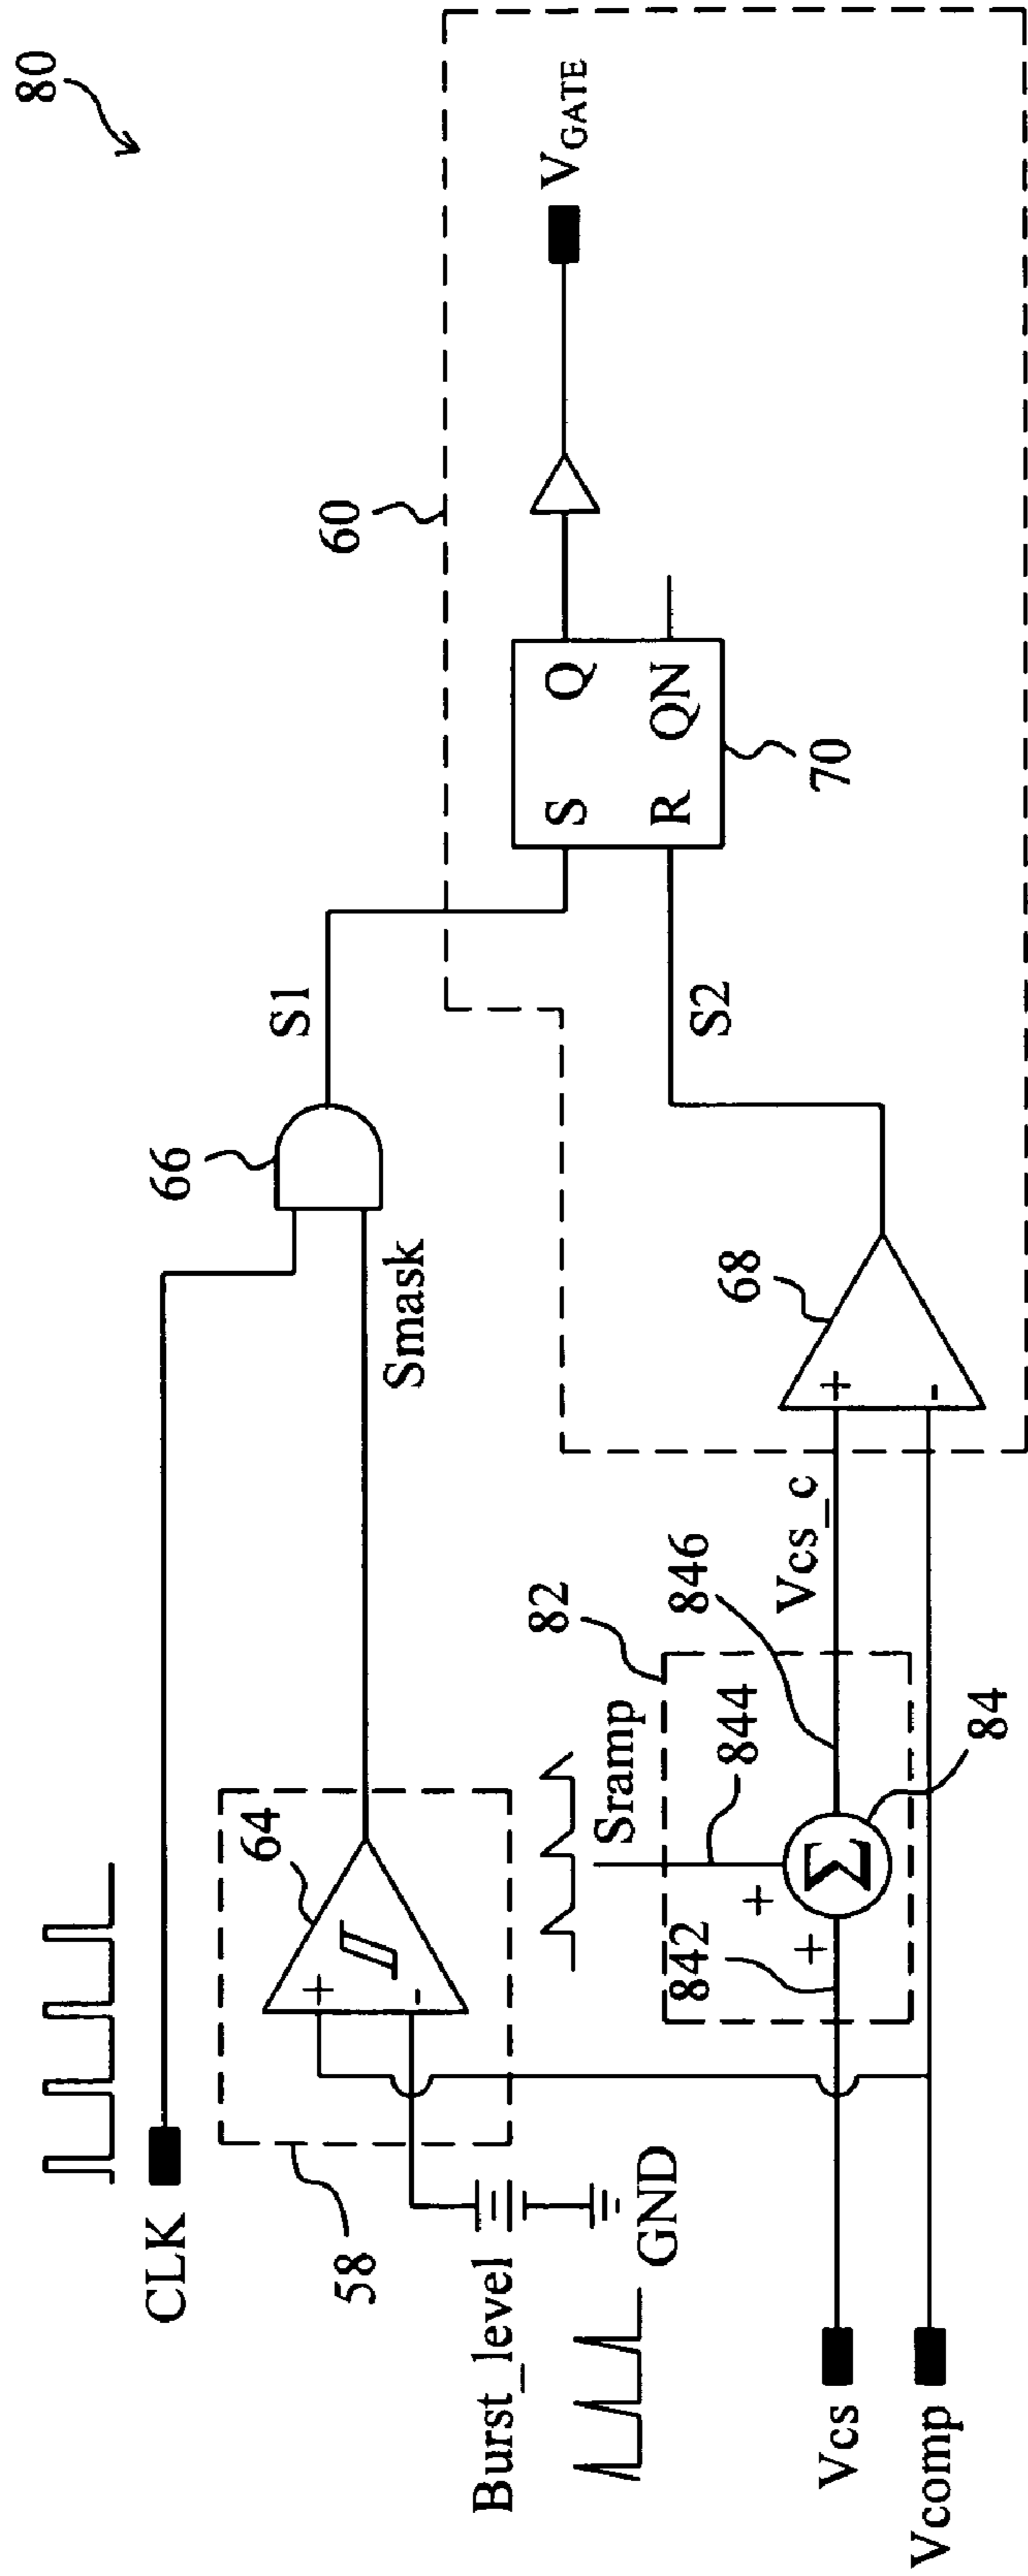 80
CLK
66
S1
60
58
64
Smask
+
-
S
Q
R
QN
70
VGATE
Burst_level
GND
Sramp
82
844
846
842
+
+
Σ
84
Vcs_c
68
+
-
S2
Vcs
Vcomp